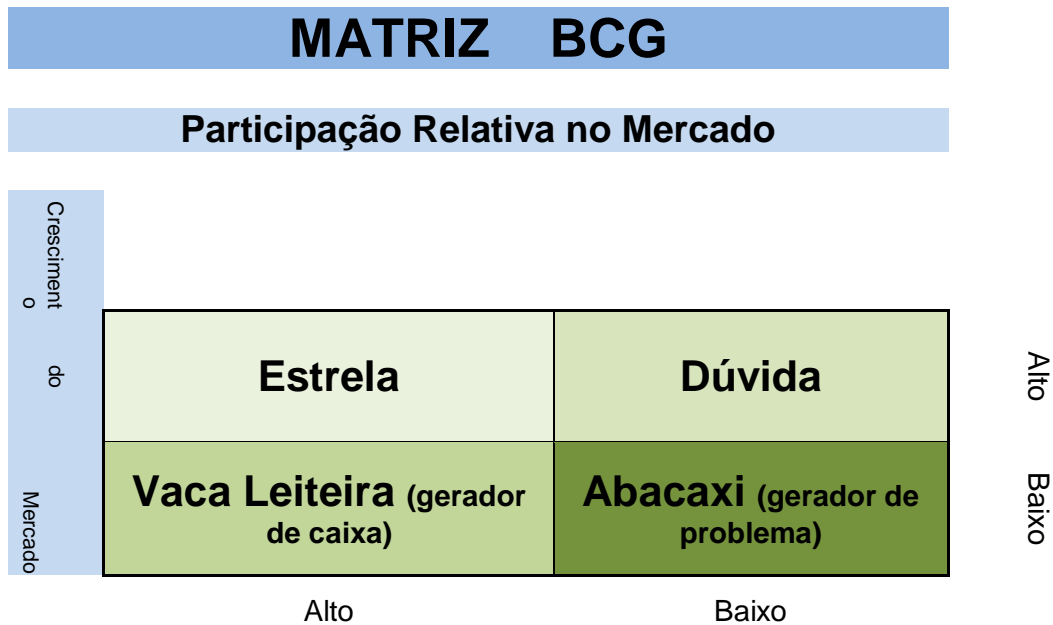 MATRIZ BCG
Participação Relativa no Mercado
Cresciment
o
do
Mercado
Estrela
Dúvida
Alto
Vaca Leiteira (gerador
de caixa)
Abacaxi (gerador de
problema)
Baixo
Alto
Baixo